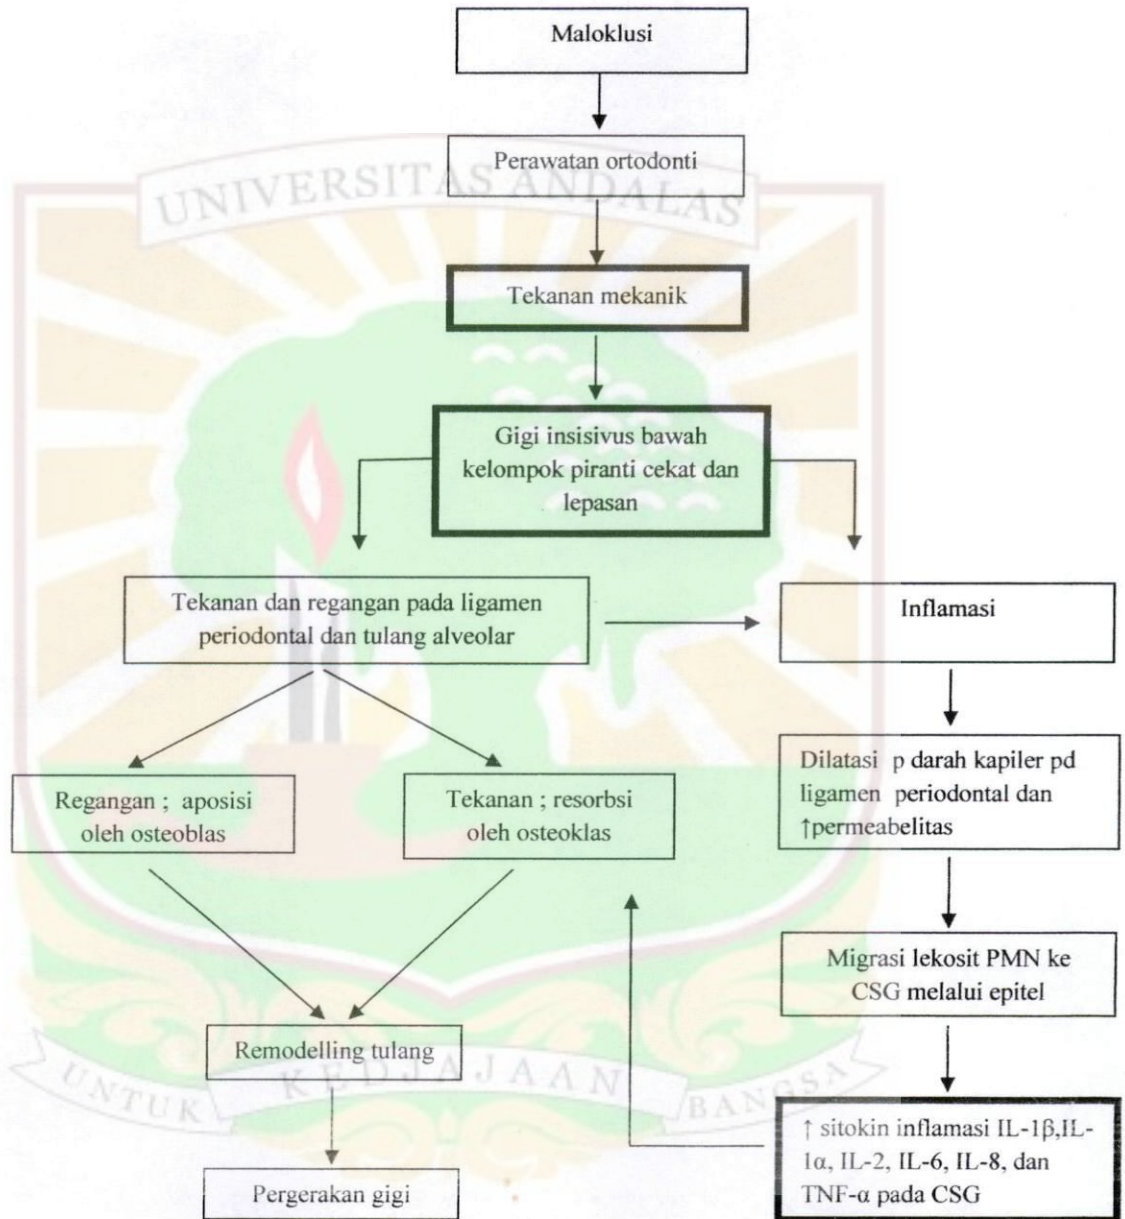 Maloklusi
Perawatan ortodonti
UNIVERSITAS ANDALAS
Tekanan mekanik
Gigi insisivus bawah
kelompok piranti cekat dan
lepasan
Tekanan dan regangan pada ligamen
periodontal dan tulang alveolar
Inflamasi
Regangan ; aposisi
oleh osteoblas
Tekanan ; resorbsi
oleh osteoklas
Dilatasi p darah kapiler pd
ligamen periodontal dan
↑permeabelitas
Migrasi lekosit PMN ke
CSG melalui epitel
Remodelling tulang
UNTUK KEDJAJAAN BANGSA
↑ sitokin inflamasi IL-1β,IL-
1α, IL-2, IL-6, IL-8, dan
TNF-α pada CSG
Pergerakan gigi